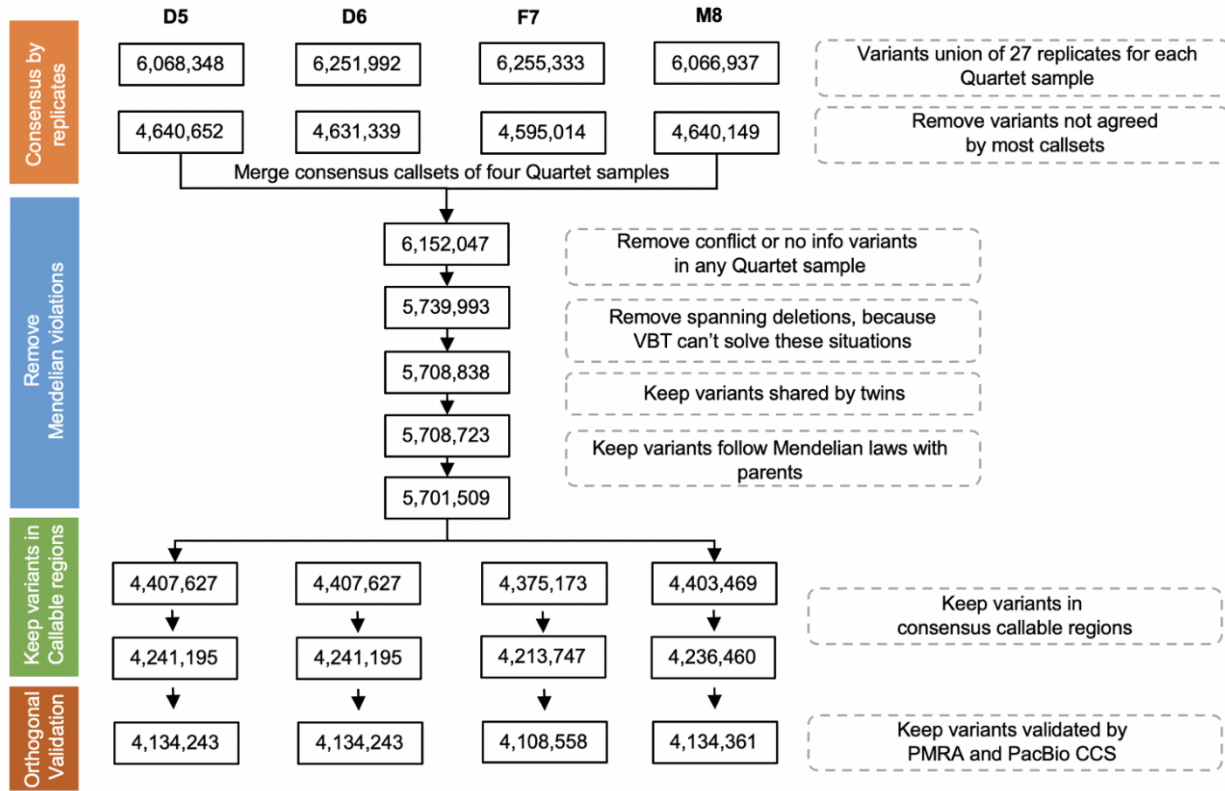 D5 D6 F7 M8
Consensus by
replicates
6,068,348 6,251,992 6,255,333 6,066,937
Variants union of 27 replicates for each
Quartet sample
4,640,652 4,631,339 4,595,014 4,640,149
Remove variants not agreed
by most callsets
Merge consensus callsets of four Quartet samples
Remove
Mendelian violations
6,152,047
Remove conflict or no info variants
in any Quartet sample
5,739,993
Remove spanning deletions, because
VBT can't solve these situations
5,708,838
Keep variants shared by twins
5,708,723
Keep variants follow Mendelian laws with
parents
5,701,509
Keep variants in
Callable regions
4,407,627 4,407,627 4,375,173 4,403,469
Keep variants in
consensus callable regions
4,241,195 4,241,195 4,213,747 4,236,460
Orthogonal
Validation
4,134,243 4,134,243 4,108,558 4,134,361
Keep variants validated by
PMRA and PacBio CCS